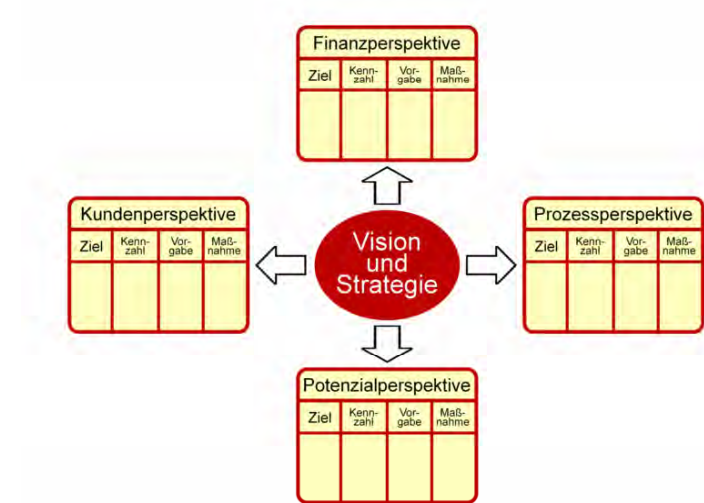 Finanzperspektive
Ziel Kenn-zahl Vor-gabe Maß-nahme
Kundenperspektive
Ziel Kenn-zahl Vor-gabe Maß-nahme
Vision
und
Strategie
Prozessperspektive
Ziel Kenn-zahl Vor-gabe Maß-nahme
Potenzialperspektive
Ziel Kenn-zahl Vor-gabe Maß-nahme